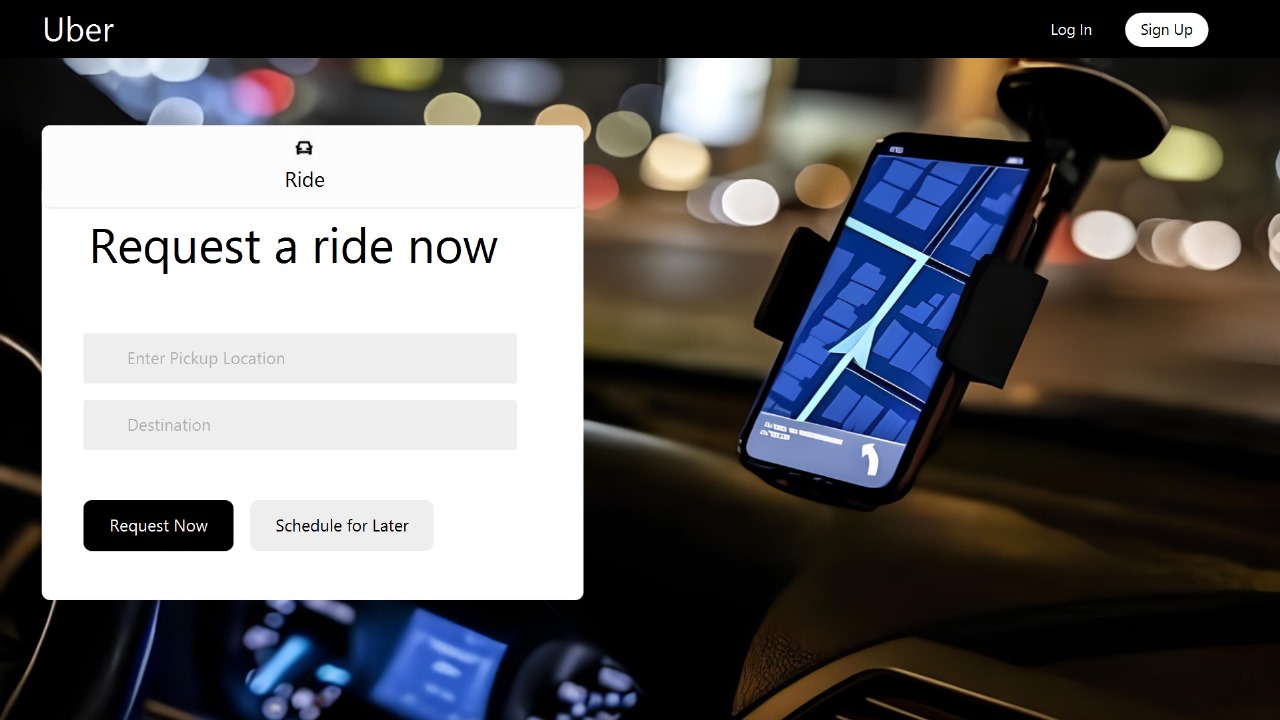 Uber
Log In
Sign Up
Ride
Request a ride now
Enter Pickup Location
Destination
Request Now
Schedule for Later